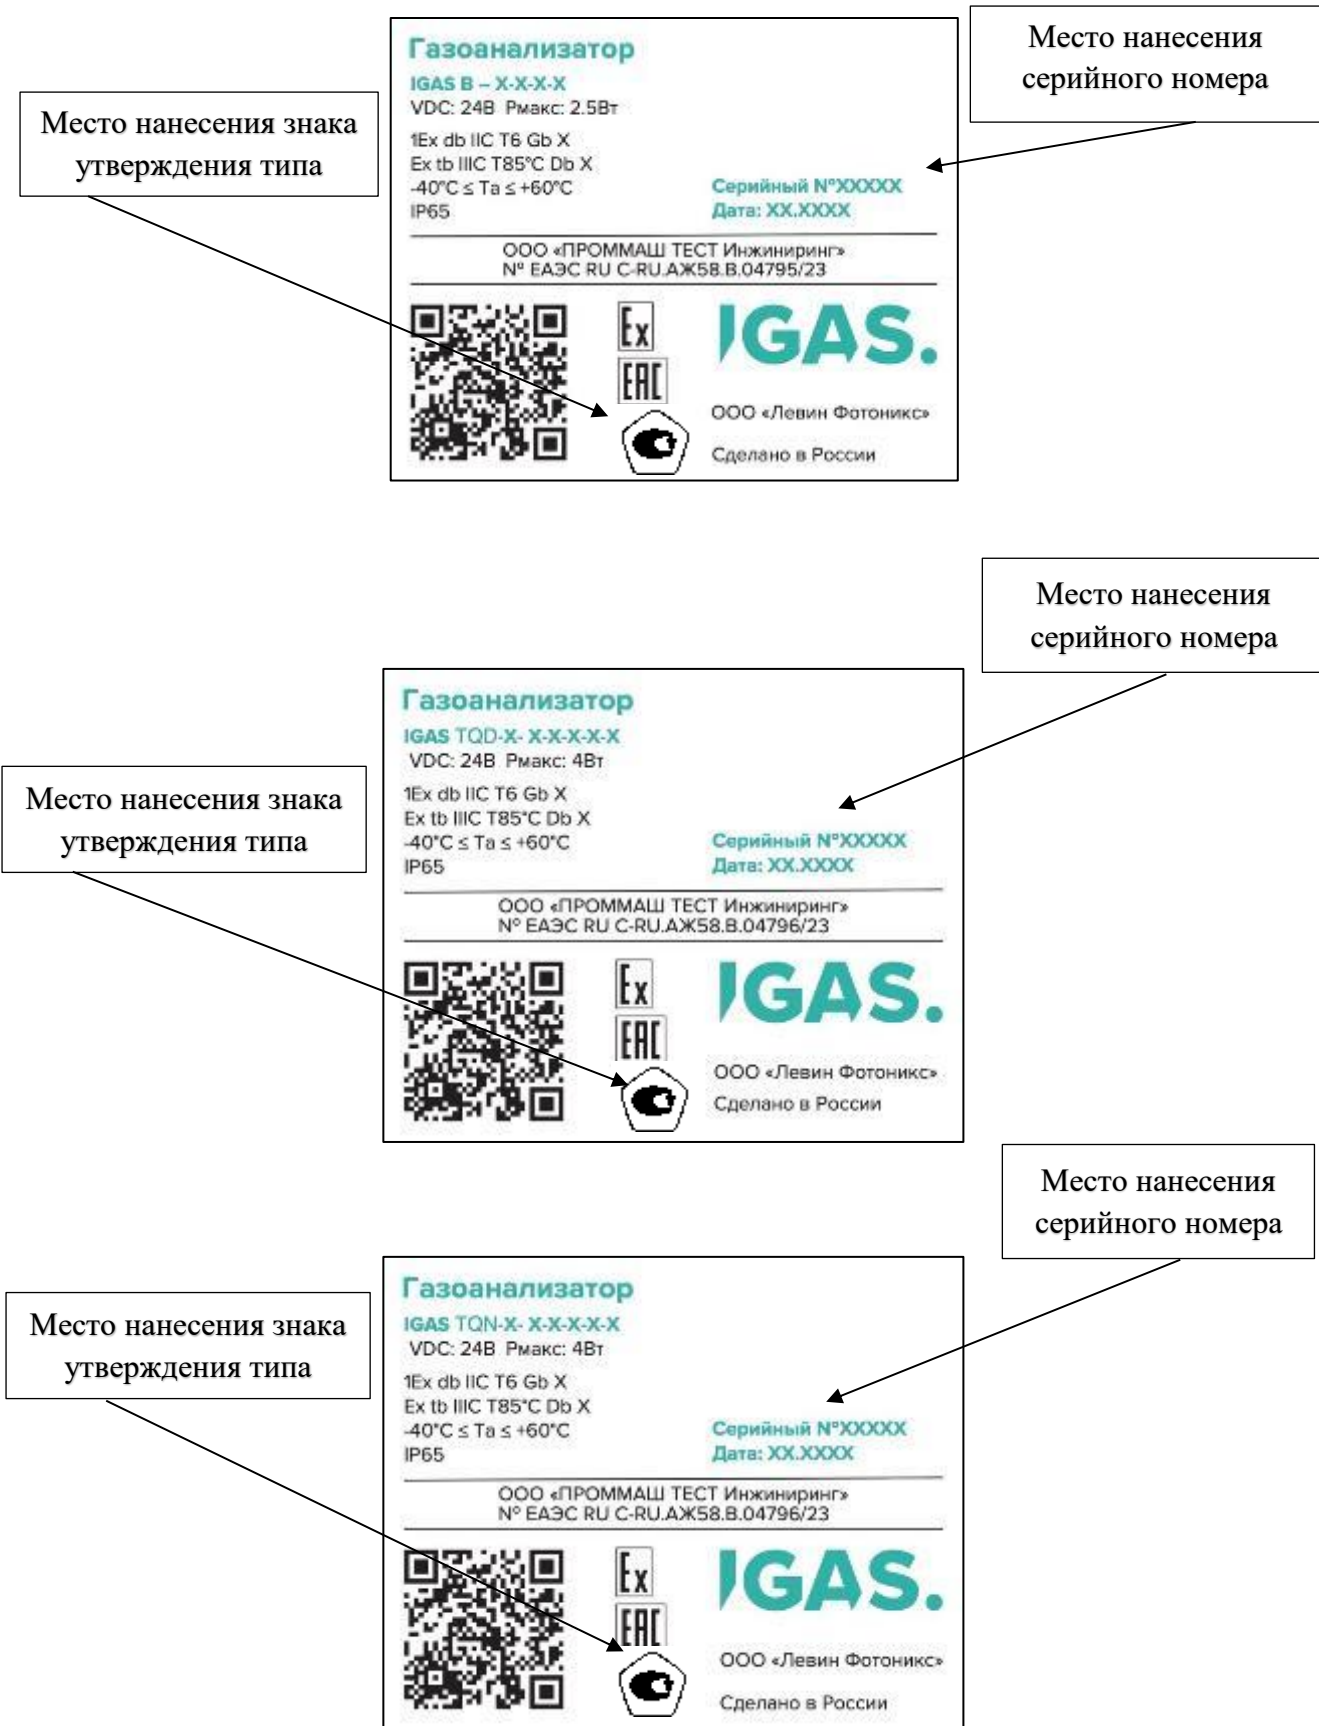 Место нанесения
серийного номера
Место нанесения знака
утверждения типа
Газоанализатор
IGAS B – X-X-X-X
VDC: 24В Рмакс: 2.5Вт
1Ex db IIC T6 Gb X
Ex tb IIIC T85°C Db X
-40°C ≤ Ta ≤ +60°C
IP65
Серийный N°XXXXX
Дата: XX.XXXX
ООО «ПРОММАШ ТЕСТ Инжиниринг»
N° ЕАЭС RU C-RU.АЖ58.В.04795/23
Ex
EAC
IGAS.
ООО «Левин Фотоникс»
Сделано в России
Место нанесения
серийного номера
Место нанесения знака
утверждения типа
Газоанализатор
IGAS TQD-X- X-X-X-X-X
VDC: 24В Рмакс: 4Вт
1Ex db IIC T6 Gb X
Ex tb IIIC T85°C Db X
-40°C ≤ Ta ≤ +60°C
IP65
Серийный N°XXXXX
Дата: XX.XXXX
ООО «ПРОММАШ ТЕСТ Инжиниринг»
N° ЕАЭС RU C-RU.АЖ58.В.04796/23
Ex
EAC
IGAS.
ООО «Левин Фотоникс»
Сделано в России
Место нанесения
серийного номера
Место нанесения знака
утверждения типа
Газоанализатор
IGAS TQN-X- X-X-X-X-X
VDC: 24В Рмакс: 4Вт
1Ex db IIC T6 Gb X
Ex tb IIIC T85°C Db X
-40°C ≤ Ta ≤ +60°C
IP65
Серийный N°XXXXX
Дата: XX.XXXX
ООО «ПРОММАШ ТЕСТ Инжиниринг»
N° ЕАЭС RU C-RU.АЖ58.В.04796/23
Ex
EAC
IGAS.
ООО «Левин Фотоникс»
Сделано в России